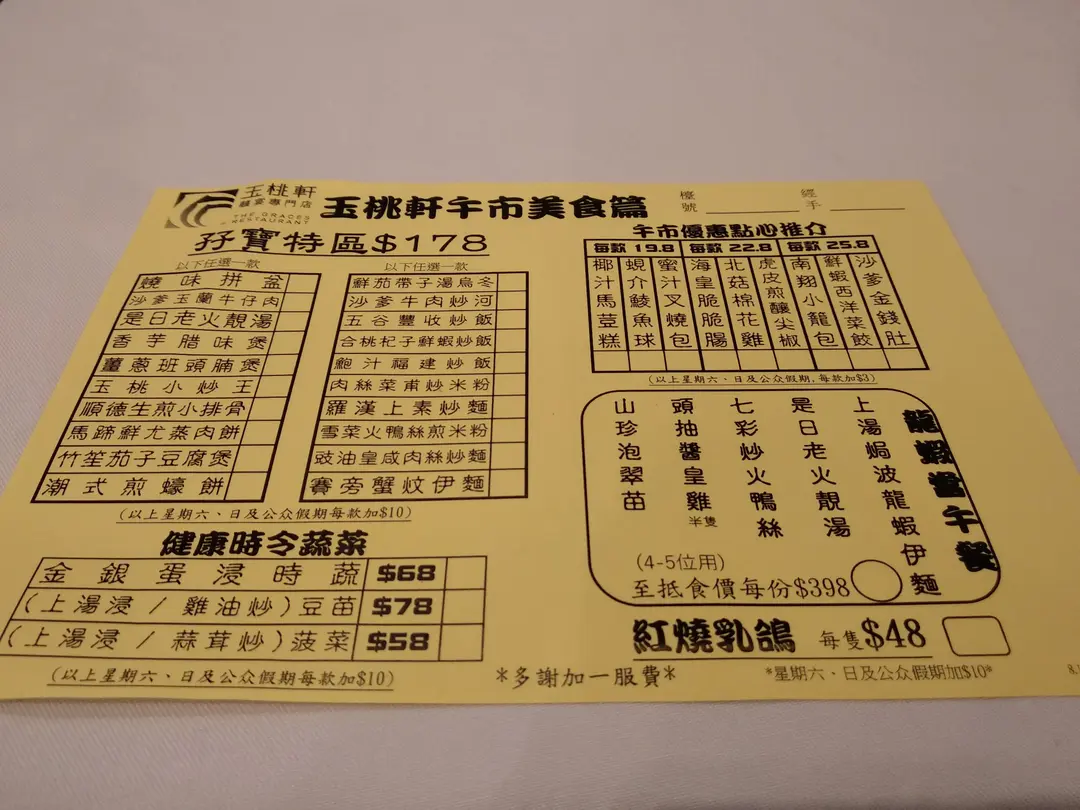 玉桃軒
囍宴專門店
THE GRACES
RESTAURANT
玉桃軒午市美食篇
檯號
經手
孖寶特區$178
以下任選一款
燒味拼盆
沙爹玉蘭牛仔肉
是日老火靚湯
香芋腊味煲
薑蔥班頭腩煲
玉桃小炒王
順德生煎小排骨
馬蹄鮮尤蒸肉餅
竹笙茄子豆腐煲
潮式煎蠔餅
以下任選一款
鮮茄帶子湯烏冬
沙爹牛肉炒河
五谷豐收炒飯
合桃杞子鮮蝦炒飯
鮑汁福建炒飯
肉絲菜甫炒米粉
羅漢上素炒麵
雪菜火鴨絲煎米粉
豉油皇咸肉絲炒麵
賽旁蟹炆伊麵
(以上星期六、日及公众假期每款加$10)
健康時令蔬菜
金銀蛋浸時蔬 $68
(上湯浸 / 雞油炒)豆苗 $78
(上湯浸 / 蒜茸炒)菠菜 $58
(以上星期六、日及公众假期每款加$10)
午市優惠點心推介
每款 19.8 每款 22.8 每款 25.8
椰汁馬荳糕
蜆介鯪魚球
蜜汁叉燒包
海皇脆脆腸
北菇棉花雞
虎皮煎釀尖椒
南翔小籠包
鮮蝦西洋菜餃
沙爹金錢肚
(以上星期六、日及公众假期,每款加$3)
龍蝦當午餐
上湯焗波龍蝦伊麵
是日老火靚湯
七彩炒火鴨絲
頭抽醬皇雞半隻
山珍泡翠苗
(4-5位用)
至抵食價每份$398
紅燒乳鴿 每隻$48
*星期六、日及公众假期加$10*
*多謝加一服費*